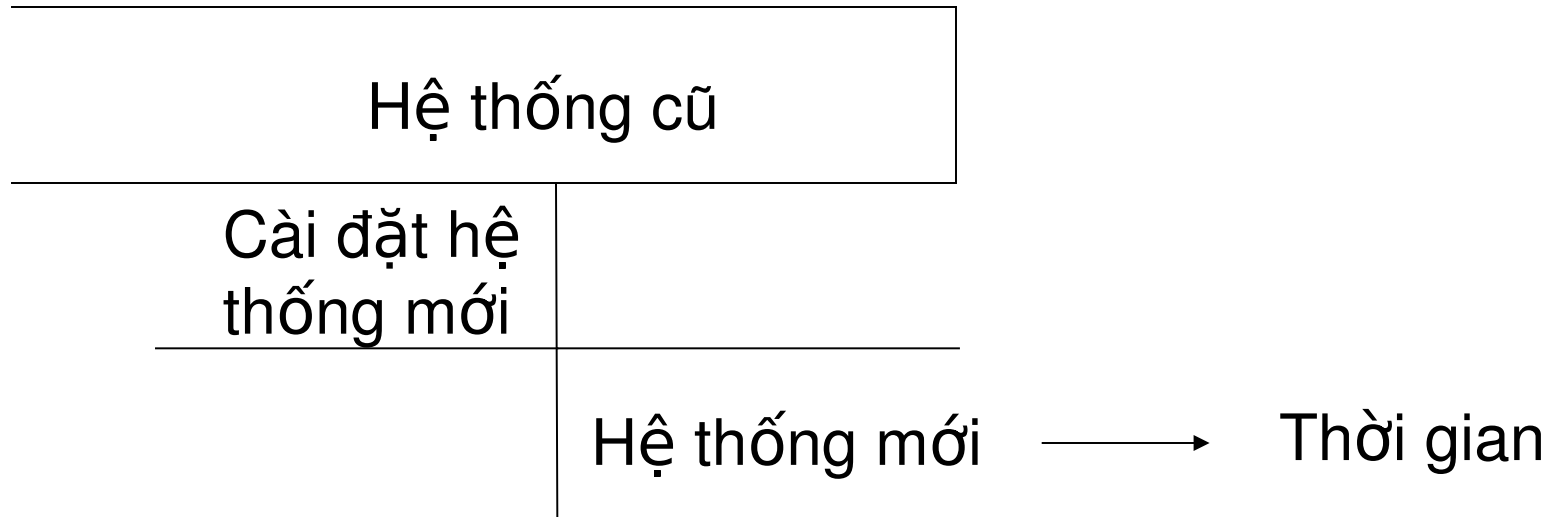 Hệ thống cũ
Cài đặt hệ
thống mới
Hệ thống mới
Thời gian